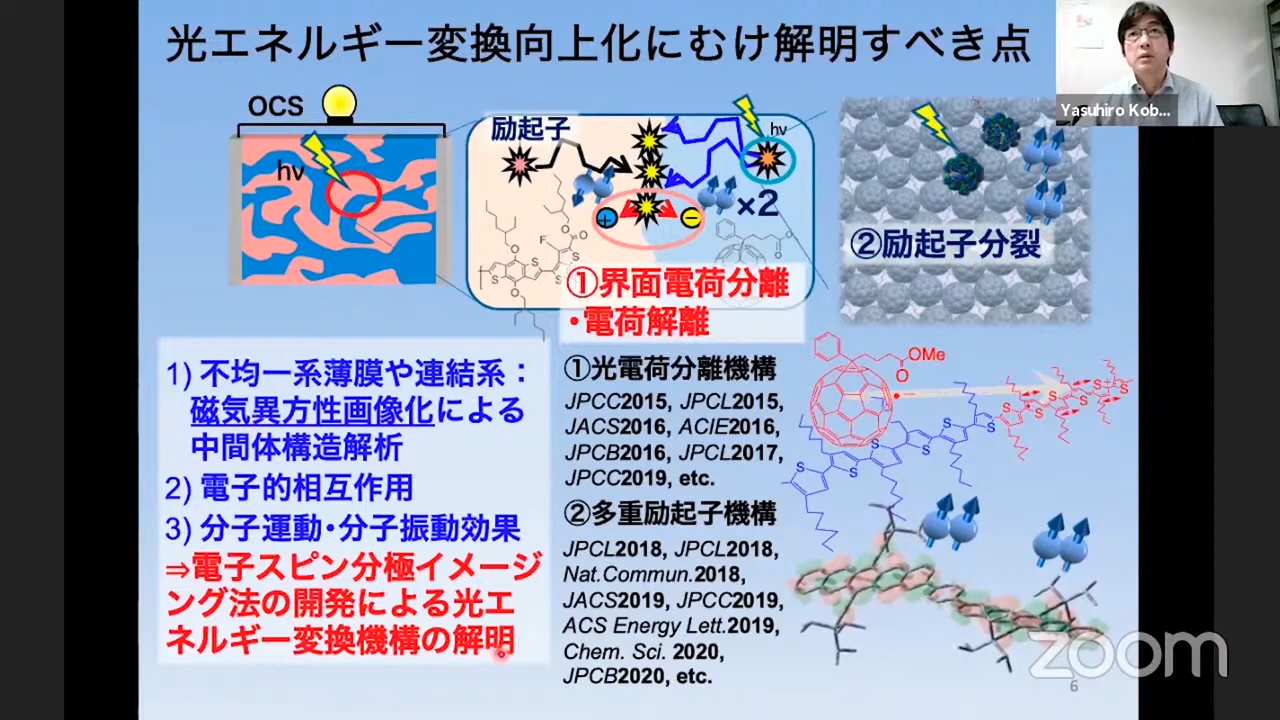 光エネルギー変換向上化にむけ解明すべき点
Yasuhiro Kob...
OCS
hν
励起子
hν
×2
+
−
F
O
O
O
O
S
S
S
S
①界面電荷分離
・電荷解離
②励起子分裂
1) 不均一系薄膜や連結系：
磁気異方性画像化による
中間体構造解析
2) 電子的相互作用
3) 分子運動・分子振動効果
⇒電子スピン分極イメージ
ング法の開発による光エ
ネルギー変換機構の解明
①光電荷分離機構
JPCC2015, JPCL2015,
JACS2016, ACIE2016,
JPCB2016, JPCL2017,
JPCC2019, etc.
②多重励起子機構
JPCL2018, JPCL2018,
Nat.Commun.2018,
JACS2019, JPCC2019,
ACS Energy Lett.2019,
Chem. Sci. 2020,
JPCB2020, etc.
OMe
O
S
S
S
S
S
S
zoom
6